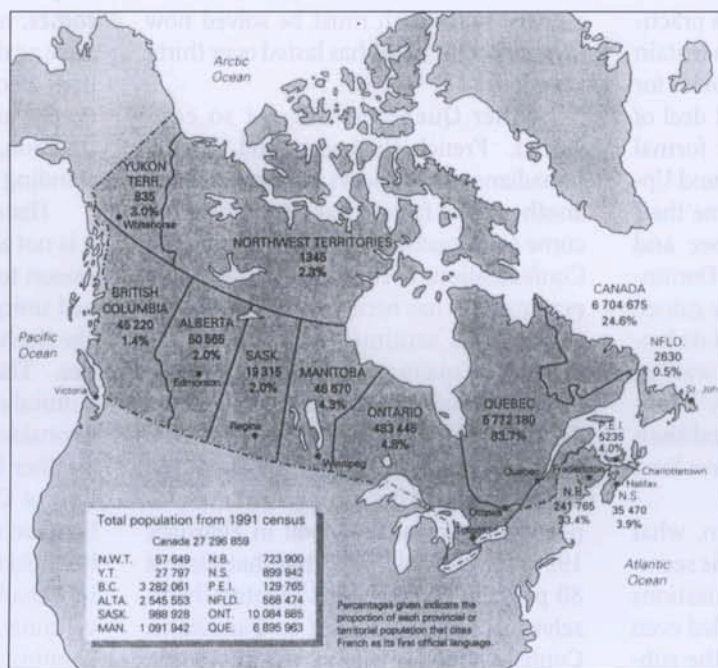 Arctic
Ocean
YUKON
TERR.
835
3.0%
Whitehorse
NORTHWEST TERRITORIES
1345
2.3%
CANADA
6 704 675
24.6%
BRITISH
COLUMBIA
45 220
1.4%
ALBERTA
50 565
2.0%
Edmonton
SASK.
19 315
2.0%
Regina
MANITOBA
46 670
4.3%
Winnipeg
ONTARIO
483 445
4.8%
QUEBEC
5 772 180
83.7%
NFLD.
2630
0.5%
St. Joh
Pacific
Ocean
Victoria
P.E.I.
5235
4.0%
Charlottetown
Québec
Fredericton
Halifax
N.B.
241 765
33.4%
N.S.
35 470
3.9%
Ottawa
Atlantic
Ocean
Total population from 1991 census
Canada 27 296 859
N.W.T. 57 649 N.B. 723 900
Y.T. 27 797 N.S. 899 942
B.C. 3 282 061 P.E.I. 129 765
ALTA. 2 545 553 NFLD. 568 474
SASK. 988 928 ONT. 10 084 885
MAN. 1 091 942 QUE. 6 895 963
Percentages given indicate the
proportion of each provincial or
territorial population that cites
French as its first official language.